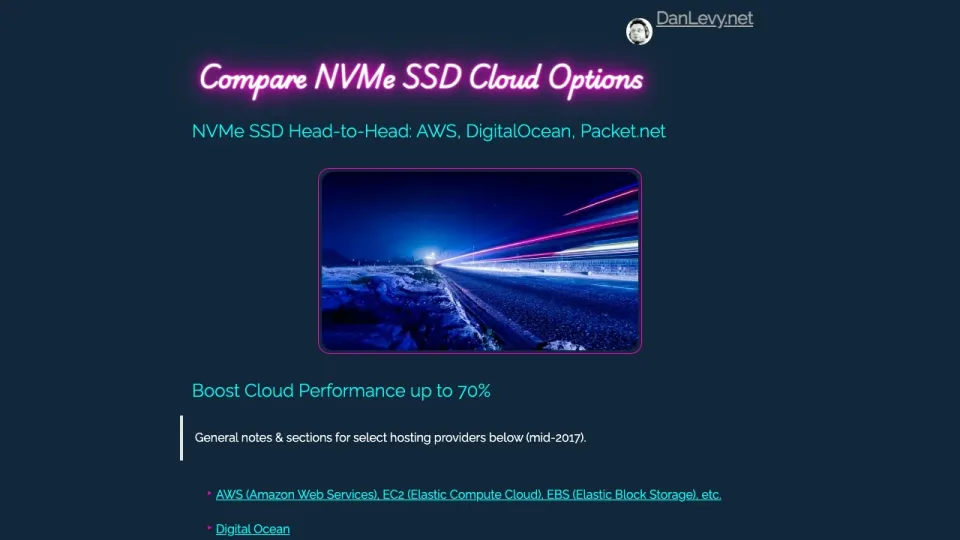 DanLevy.net
Compare NVMe SSD Cloud Options
NVMe SSD Head-to-Head: AWS, DigitalOcean, Packet.net
Boost Cloud Performance up to 70%
General notes & sections for select hosting providers below (mid-2017).
AWS (Amazon Web Services), EC2 (Elastic Compute Cloud), EBS (Elastic Block Storage), etc.
Digital Ocean